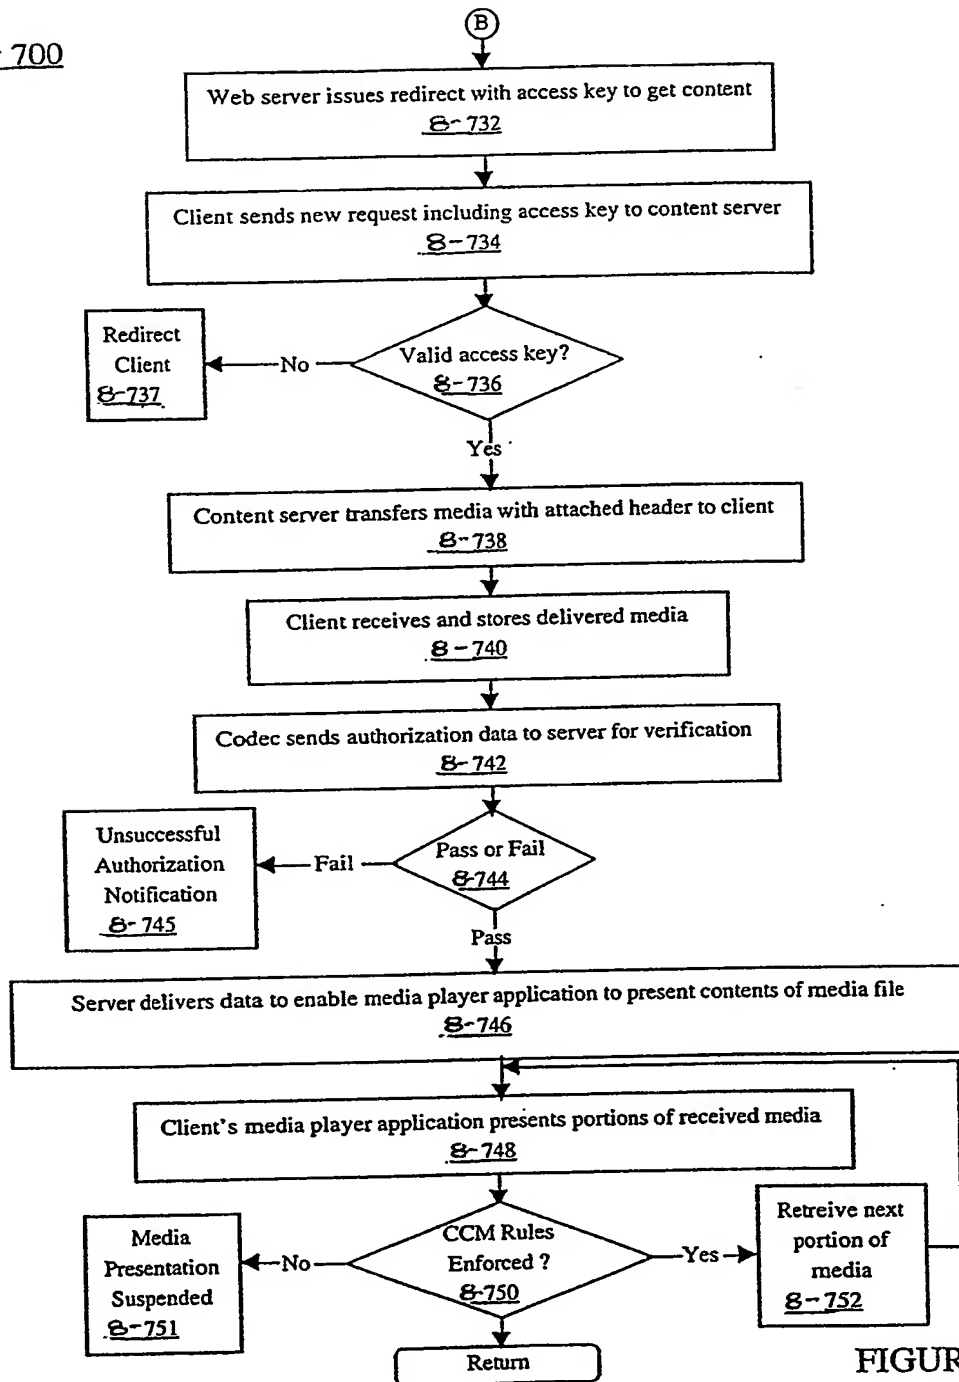 B
700
Web server issues redirect with access key to get content
8-732
Client sends new request including access key to content server
8-734
Redirect
Client
8-737
No
Valid access key?
8-736
Yes
Content server transfers media with attached header to client
8-738
Client receives and stores delivered media
8-740
Codec sends authorization data to server for verification
8-742
Unsuccessful
Authorization
Notification
8-745
Fail
Pass or Fail
8-744
Pass
Server delivers data to enable media player application to present contents of media file
8-746
Client's media player application presents portions of received media
8-748
Media
Presentation
Suspended
8-751
No
CCM Rules
Enforced ?
8-750
Yes
Retreive next
portion of
media
8-752
Return
FIGUR